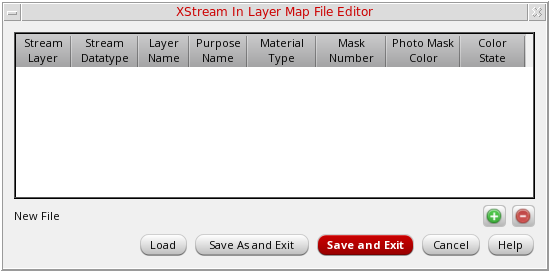 XStream In Layer Map File Editor
Stream Layer Stream Datatype Layer Name Purpose Name Material Type Mask Number Photo Mask Color Color State
New File
Load Save As and Exit Save and Exit Cancel Help